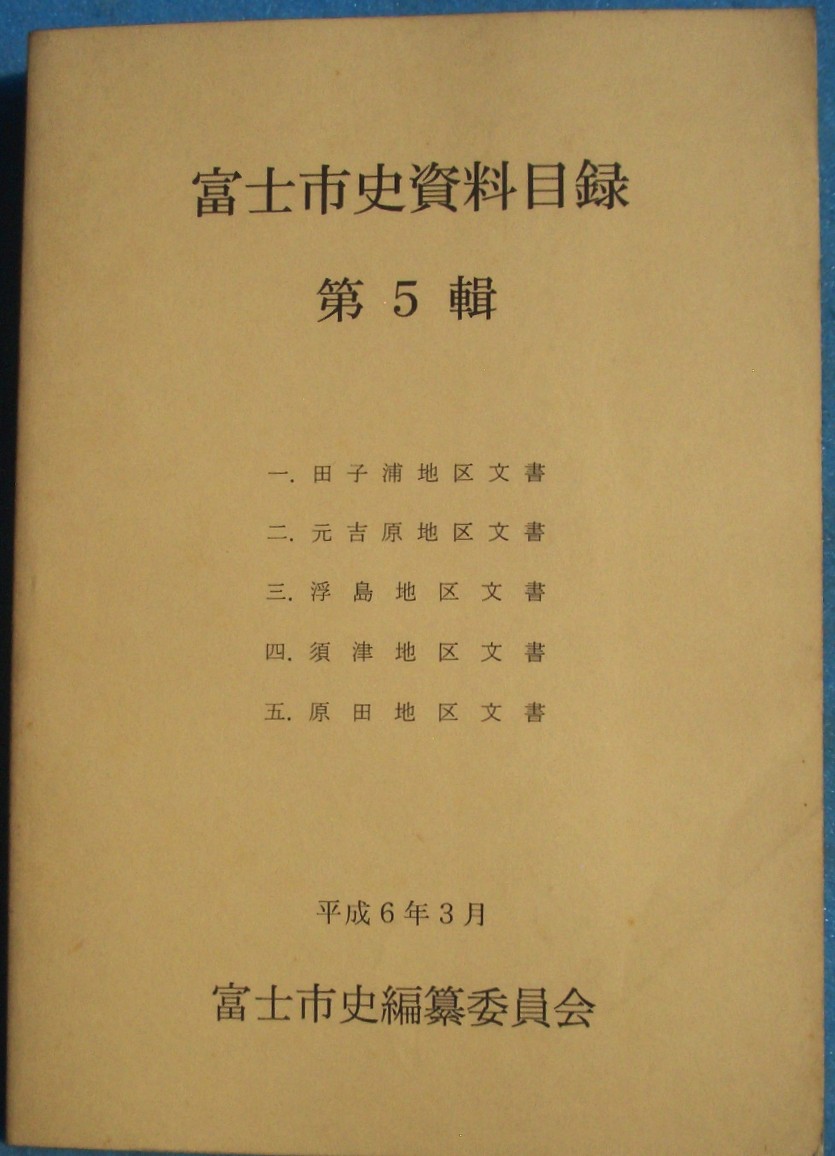 富士市史資料目録
第5輯
一．田子浦地区文書
二．元吉原地区文書
三．浮島地区文書
四．須津地区文書
五．原田地区文書
平成6年3月
富士市史編纂委員会